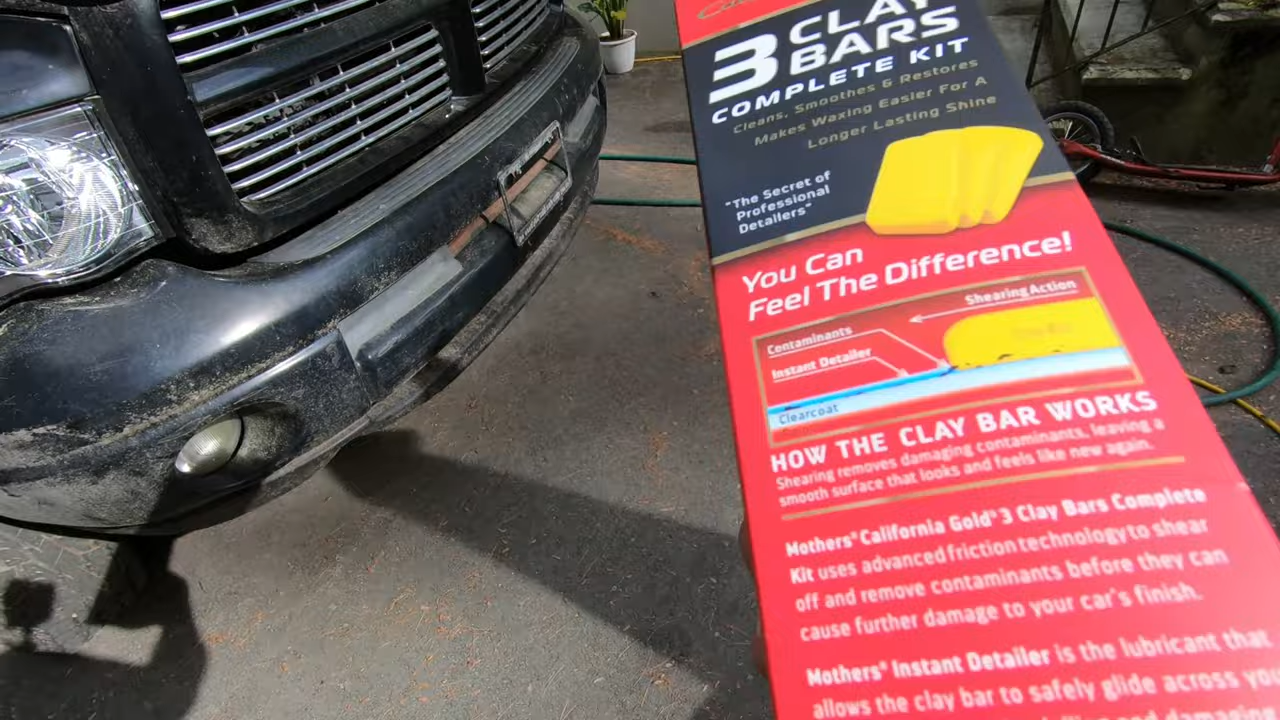 3 CLAY
BARS
COMPLETE KIT
Cleans, Smoothes & Restores
Makes Waxing Easier For A
Longer Lasting Shine
"The Secret of
Professional
Detailers"
You Can
Feel The Difference!
Shearing Action
Contaminants
Instant Detailer
Clearcoat
HOW THE CLAY BAR WORKS
Shearing removes damaging contaminants, leaving a
smooth surface that looks and feels like new again.
Mothers® California Gold® 3 Clay Bars Complete
Kit uses advanced friction technology to shear
off and remove contaminants before they can
cause further damage to your car's finish.
Mothers® Instant Detailer is the lubricant that
allows the clay bar to safely glide across you
and damaging